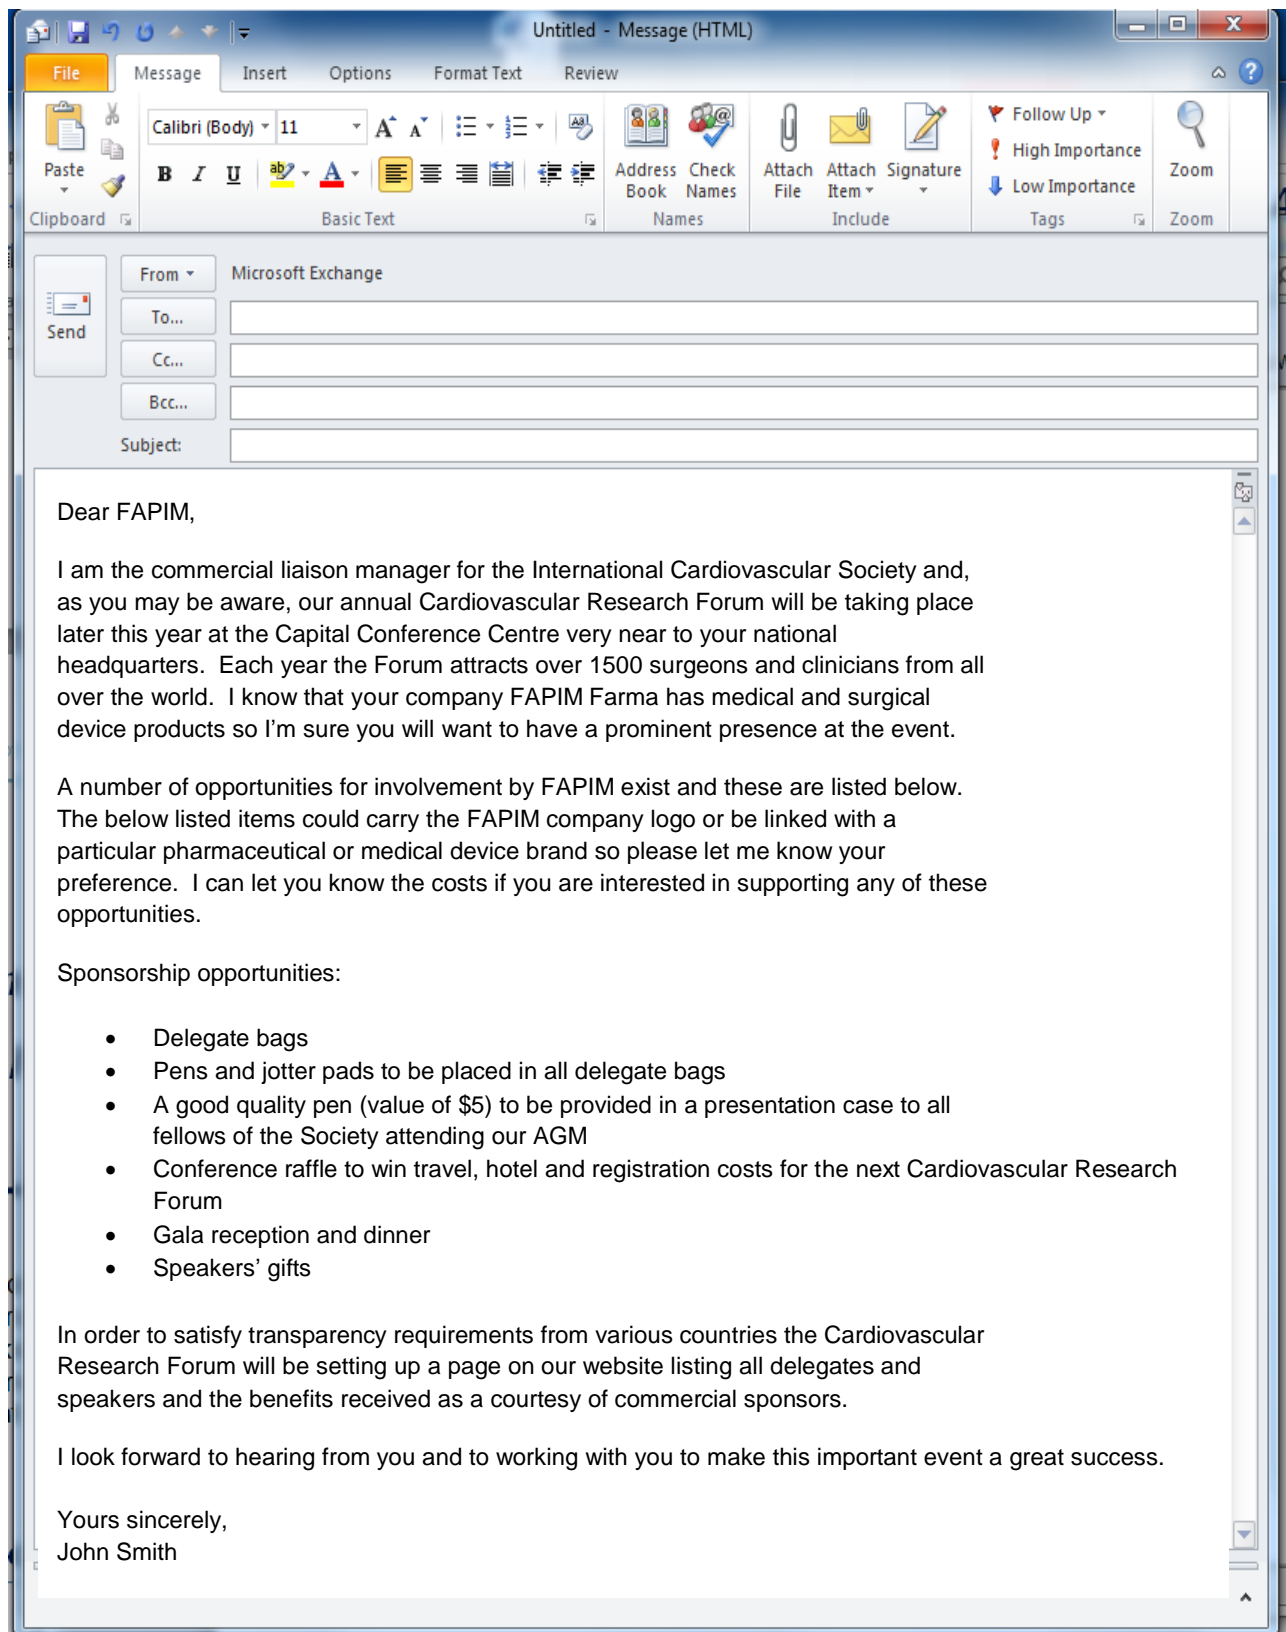 Untitled - Message (HTML)
File Message Insert Options Format Text Review
Calibri (Body) 11
Paste
B I U
Address Book
Check Names
Attach File
Attach Item
Signature
Follow Up
High Importance
Low Importance
Zoom
Clipboard Basic Text Names Include Tags Zoom
From Microsoft Exchange
Send
To...
Cc...
Bcc...
Subject:
Dear FAPIM,
I am the commercial liaison manager for the International Cardiovascular Society and,
as you may be aware, our annual Cardiovascular Research Forum will be taking place
later this year at the Capital Conference Centre very near to your national
headquarters. Each year the Forum attracts over 1500 surgeons and clinicians from all
over the world. I know that your company FAPIM Farma has medical and surgical
device products so I'm sure you will want to have a prominent presence at the event.
A number of opportunities for involvement by FAPIM exist and these are listed below.
The below listed items could carry the FAPIM company logo or be linked with a
particular pharmaceutical or medical device brand so please let me know your
preference. I can let you know the costs if you are interested in supporting any of these
opportunities.
Sponsorship opportunities:
• Delegate bags
• Pens and jotter pads to be placed in all delegate bags
• A good quality pen (value of $5) to be provided in a presentation case to all
fellows of the Society attending our AGM
• Conference raffle to win travel, hotel and registration costs for the next Cardiovascular Research
Forum
• Gala reception and dinner
• Speakers' gifts
In order to satisfy transparency requirements from various countries the Cardiovascular
Research Forum will be setting up a page on our website listing all delegates and
speakers and the benefits received as a courtesy of commercial sponsors.
I look forward to hearing from you and to working with you to make this important event a great success.
Yours sincerely,
John Smith